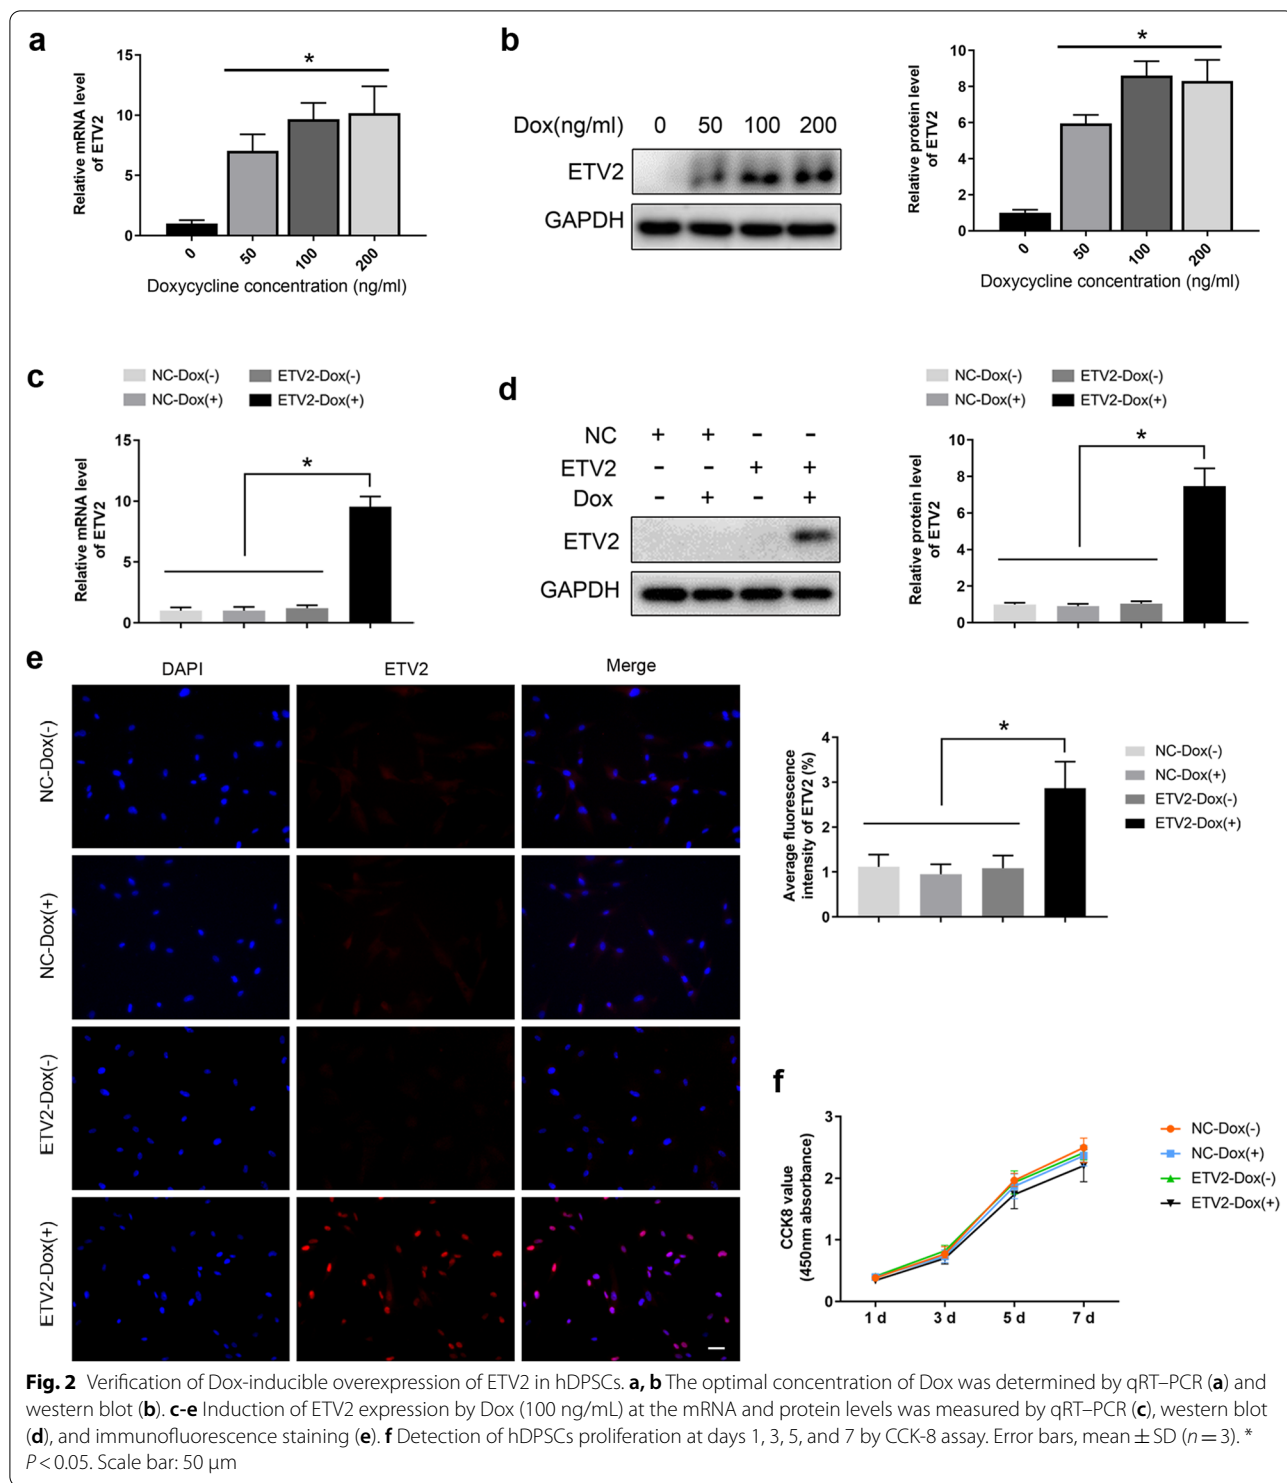 a
15
10
5
0
Relative mRNA level
of ETV2
*
0
50
100
200
Doxycycline concentration (ng/ml)
b
Dox(ng/ml) 0 50 100 200
ETV2
GAPDH
10
8
6
4
2
0
Relative protein level
of ETV2
*
0
50
100
200
Doxycycline concentration (ng/ml)
c
NC-Dox(-) ETV2-Dox(-)
NC-Dox(+) ETV2-Dox(+)
15
10
5
0
Relative mRNA level
of ETV2
*
d
NC + + - -
ETV2 - - + +
Dox - + - +
ETV2
GAPDH
NC-Dox(-) ETV2-Dox(-)
NC-Dox(+) ETV2-Dox(+)
10
8
6
4
2
0
Relative protein level
of ETV2
*
e
DAPI ETV2 Merge
NC-Dox(-)
NC-Dox(+)
ETV2-Dox(-)
ETV2-Dox(+)
4
3
2
1
0
Average fluorescence
intensity of ETV2 (%)
*
NC-Dox(-)
NC-Dox(+)
ETV2-Dox(-)
ETV2-Dox(+)
f
3
2
1
0
CCK8 value
(450nm absorbance)
1 d 3 d 5 d 7 d
NC-Dox(-)
NC-Dox(+)
ETV2-Dox(-)
ETV2-Dox(+)
Fig. 2 Verification of Dox-inducible overexpression of ETV2 in hDPSCs. a, b The optimal concentration of Dox was determined by qRT–PCR (a) and
western blot (b). c-e Induction of ETV2 expression by Dox (100 ng/mL) at the mRNA and protein levels was measured by qRT–PCR (c), western blot
(d), and immunofluorescence staining (e). f Detection of hDPSCs proliferation at days 1, 3, 5, and 7 by CCK-8 assay. Error bars, mean ± SD (n = 3). *
P < 0.05. Scale bar: 50 μm